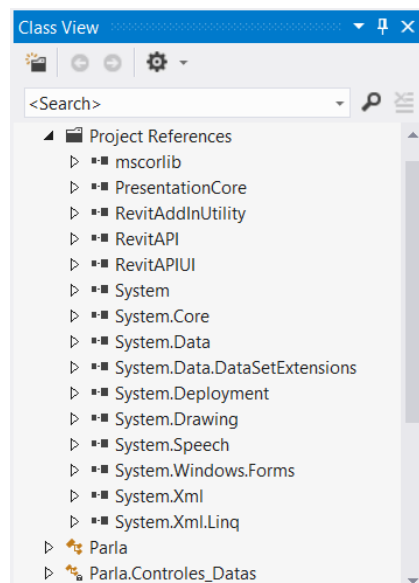 Class View
<Search>
Project References
mscorlib
PresentationCore
RevitAddInUtility
RevitAPI
RevitAPIUI
System
System.Core
System.Data
System.Data.DataSetExtensions
System.Deployment
System.Drawing
System.Speech
System.Windows.Forms
System.Xml
System.Xml.Linq
Parla
Parla.Controles_Datas